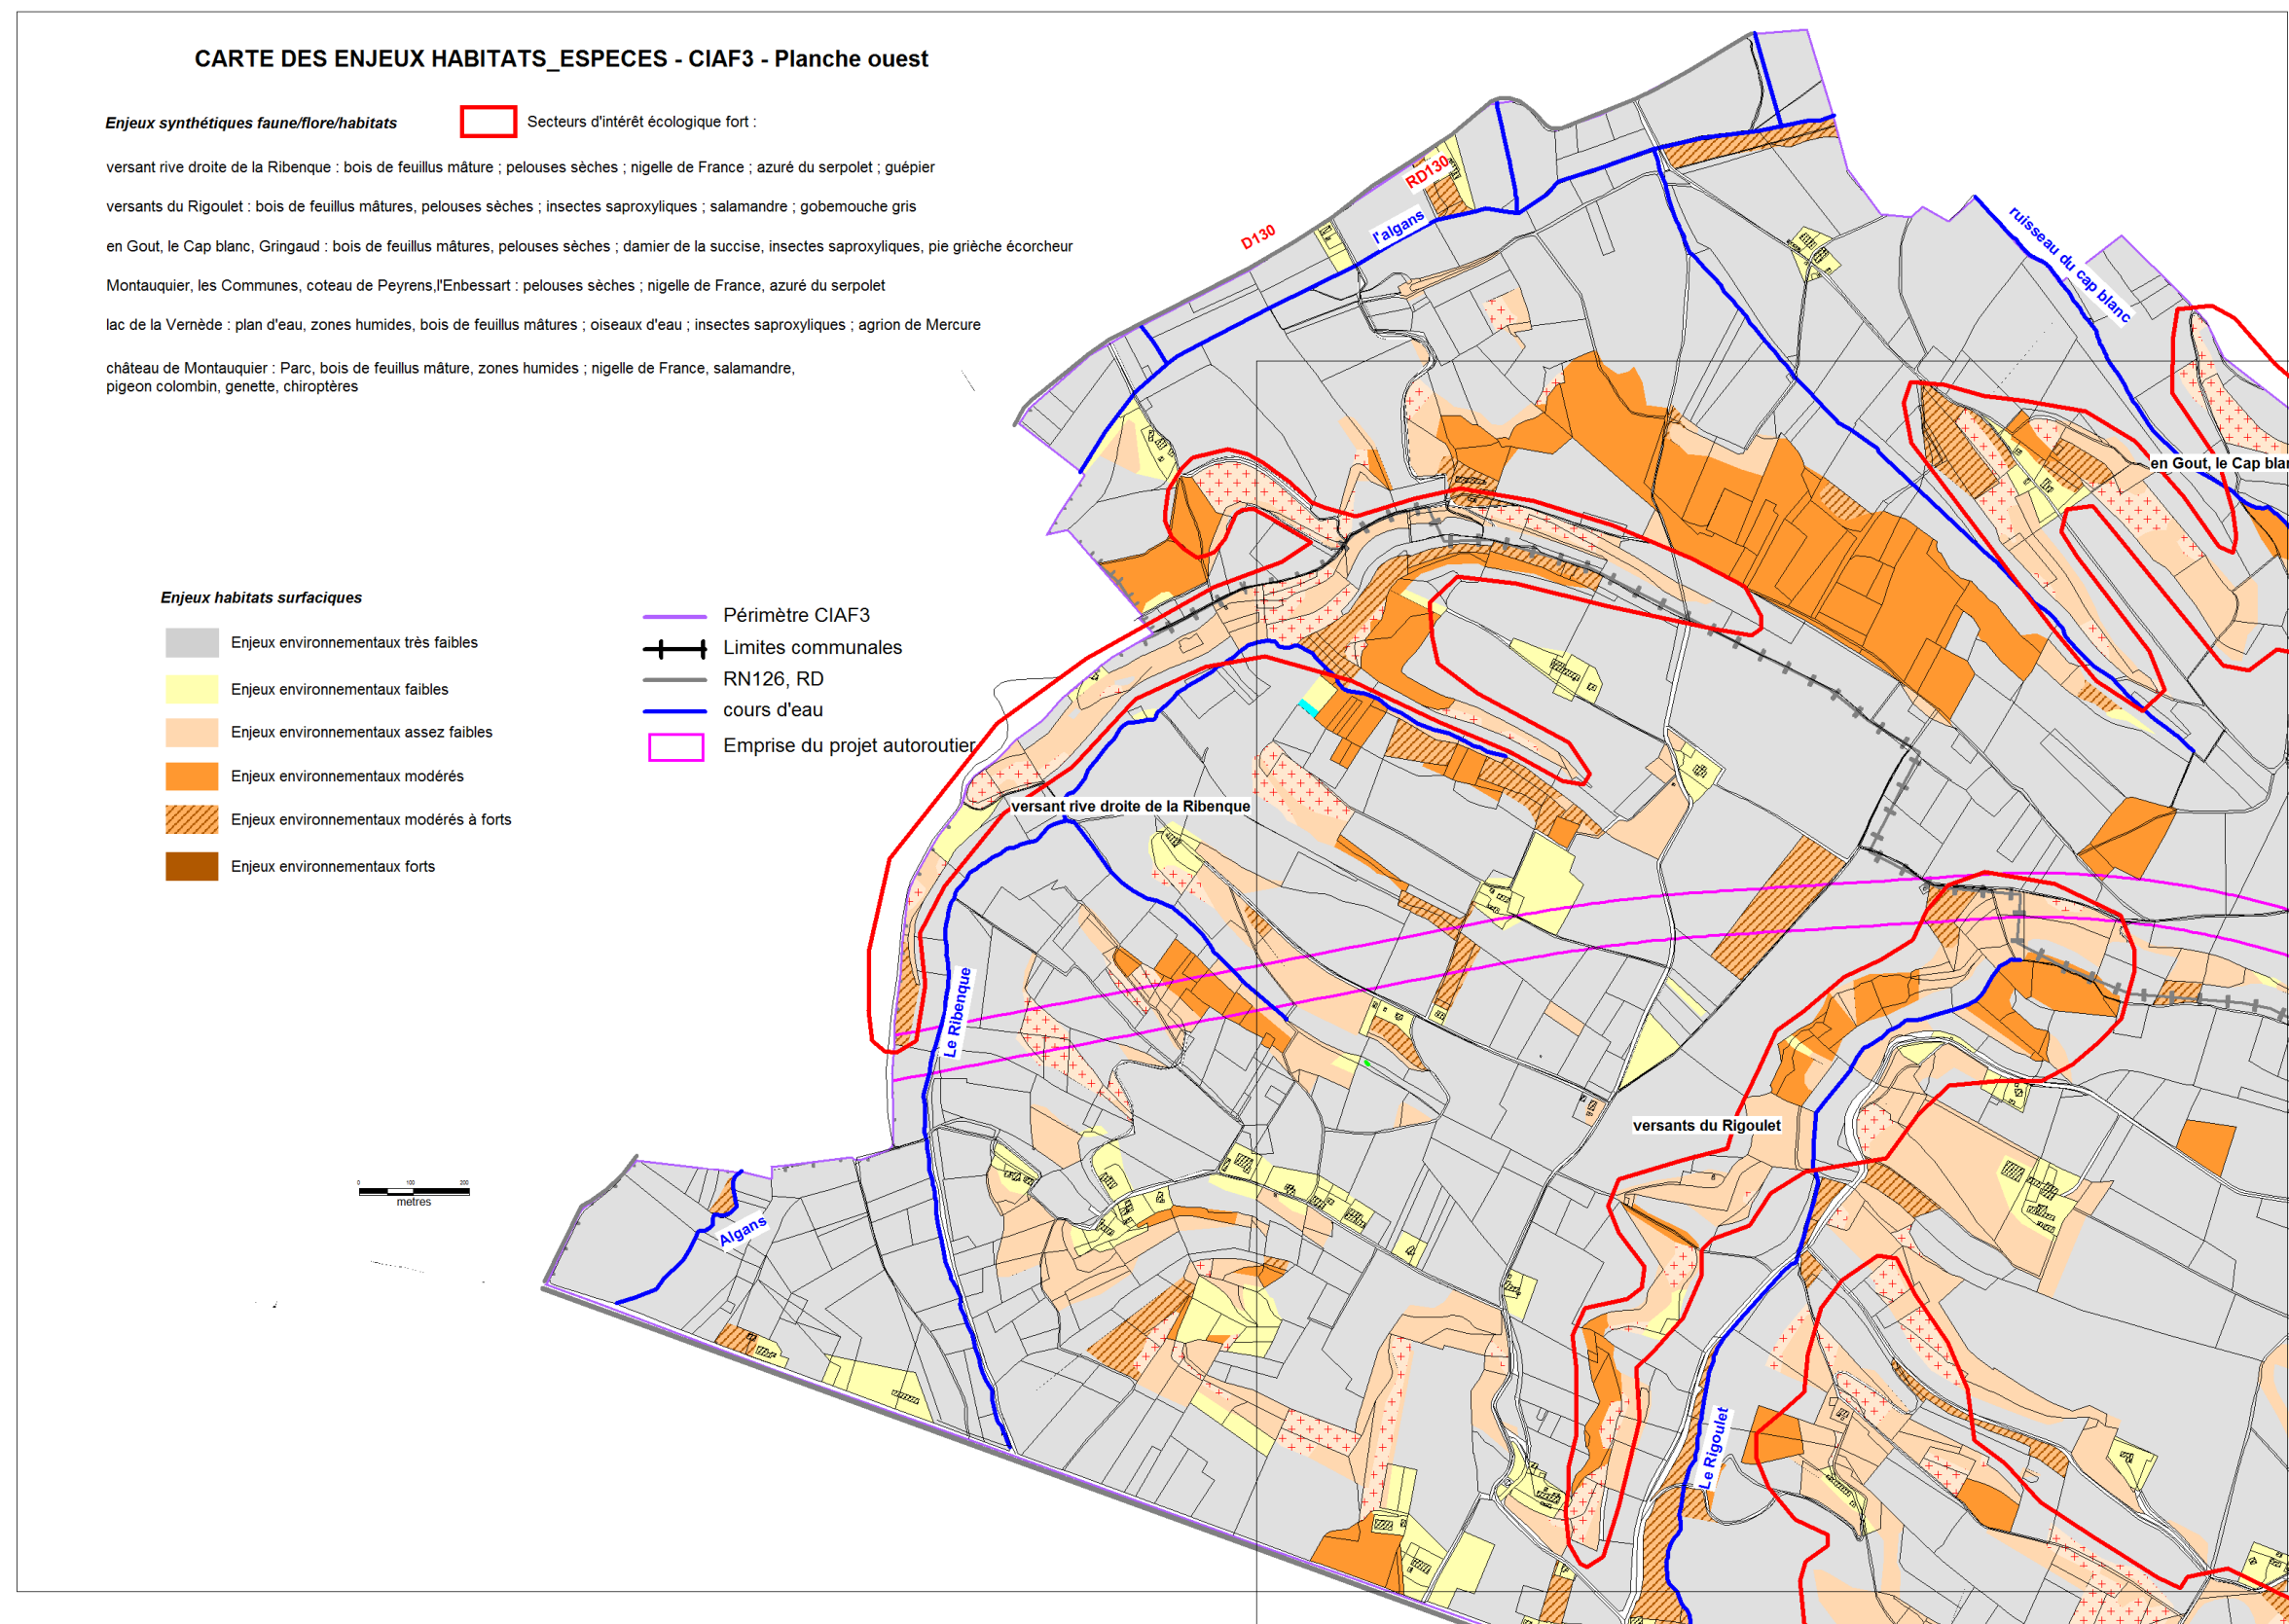 CARTE DES ENJEUX HABITATS_ESPECES - CIAF3 - Planche ouest
Enjeux synthétiques faune/flore/habitats
Secteurs d'intérêt écologique fort :
versant rive droite de la Ribenque : bois de feuillus mâture ; pelouses sèches ; nigelle de France ; azuré du serpolet ; guépier
versants du Rigoulet : bois de feuillus mâtures, pelouses sèches ; insectes saproxyliques ; salamandre ; gobemouche gris
en Gout, le Cap blanc, Gringaud : bois de feuillus mâtures, pelouses sèches ; damier de la succise, insectes saproxyliques, pie grièche écorcheur
Montauquier, les Communes, coteau de Peyrens,l'Enbessart : pelouses sèches ; nigelle de France, azuré du serpolet
lac de la Vernède : plan d'eau, zones humides, bois de feuillus mâtures ; oiseaux d'eau ; insectes saproxyliques ; agrion de Mercure
château de Montauquier : Parc, bois de feuillus mâture, zones humides ; nigelle de France, salamandre,
pigeon colombin, genette, chiroptères
RD130
D130
l'algans
ruisseau du cap blanc
en Gout, le Cap blan
Enjeux habitats surfaciques
Enjeux environnementaux très faibles
Enjeux environnementaux faibles
Enjeux environnementaux assez faibles
Enjeux environnementaux modérés
Enjeux environnementaux modérés à forts
Enjeux environnementaux forts
Périmètre CIAF3
Limites communales
RN126, RD
cours d'eau
Emprise du projet autoroutier
versant rive droite de la Ribenque
Le Ribenque
versants du Rigoulet
0 100 200
metres
Algans
Le Rigoulet